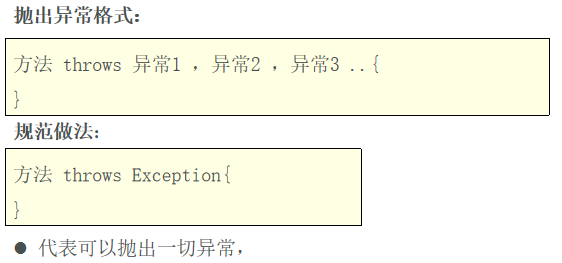 抛出异常格式：
方法 throws 异常1 ，异常2 ，异常3 ..{
}
规范做法:
方法 throws Exception{
}
● 代表可以抛出一切异常，